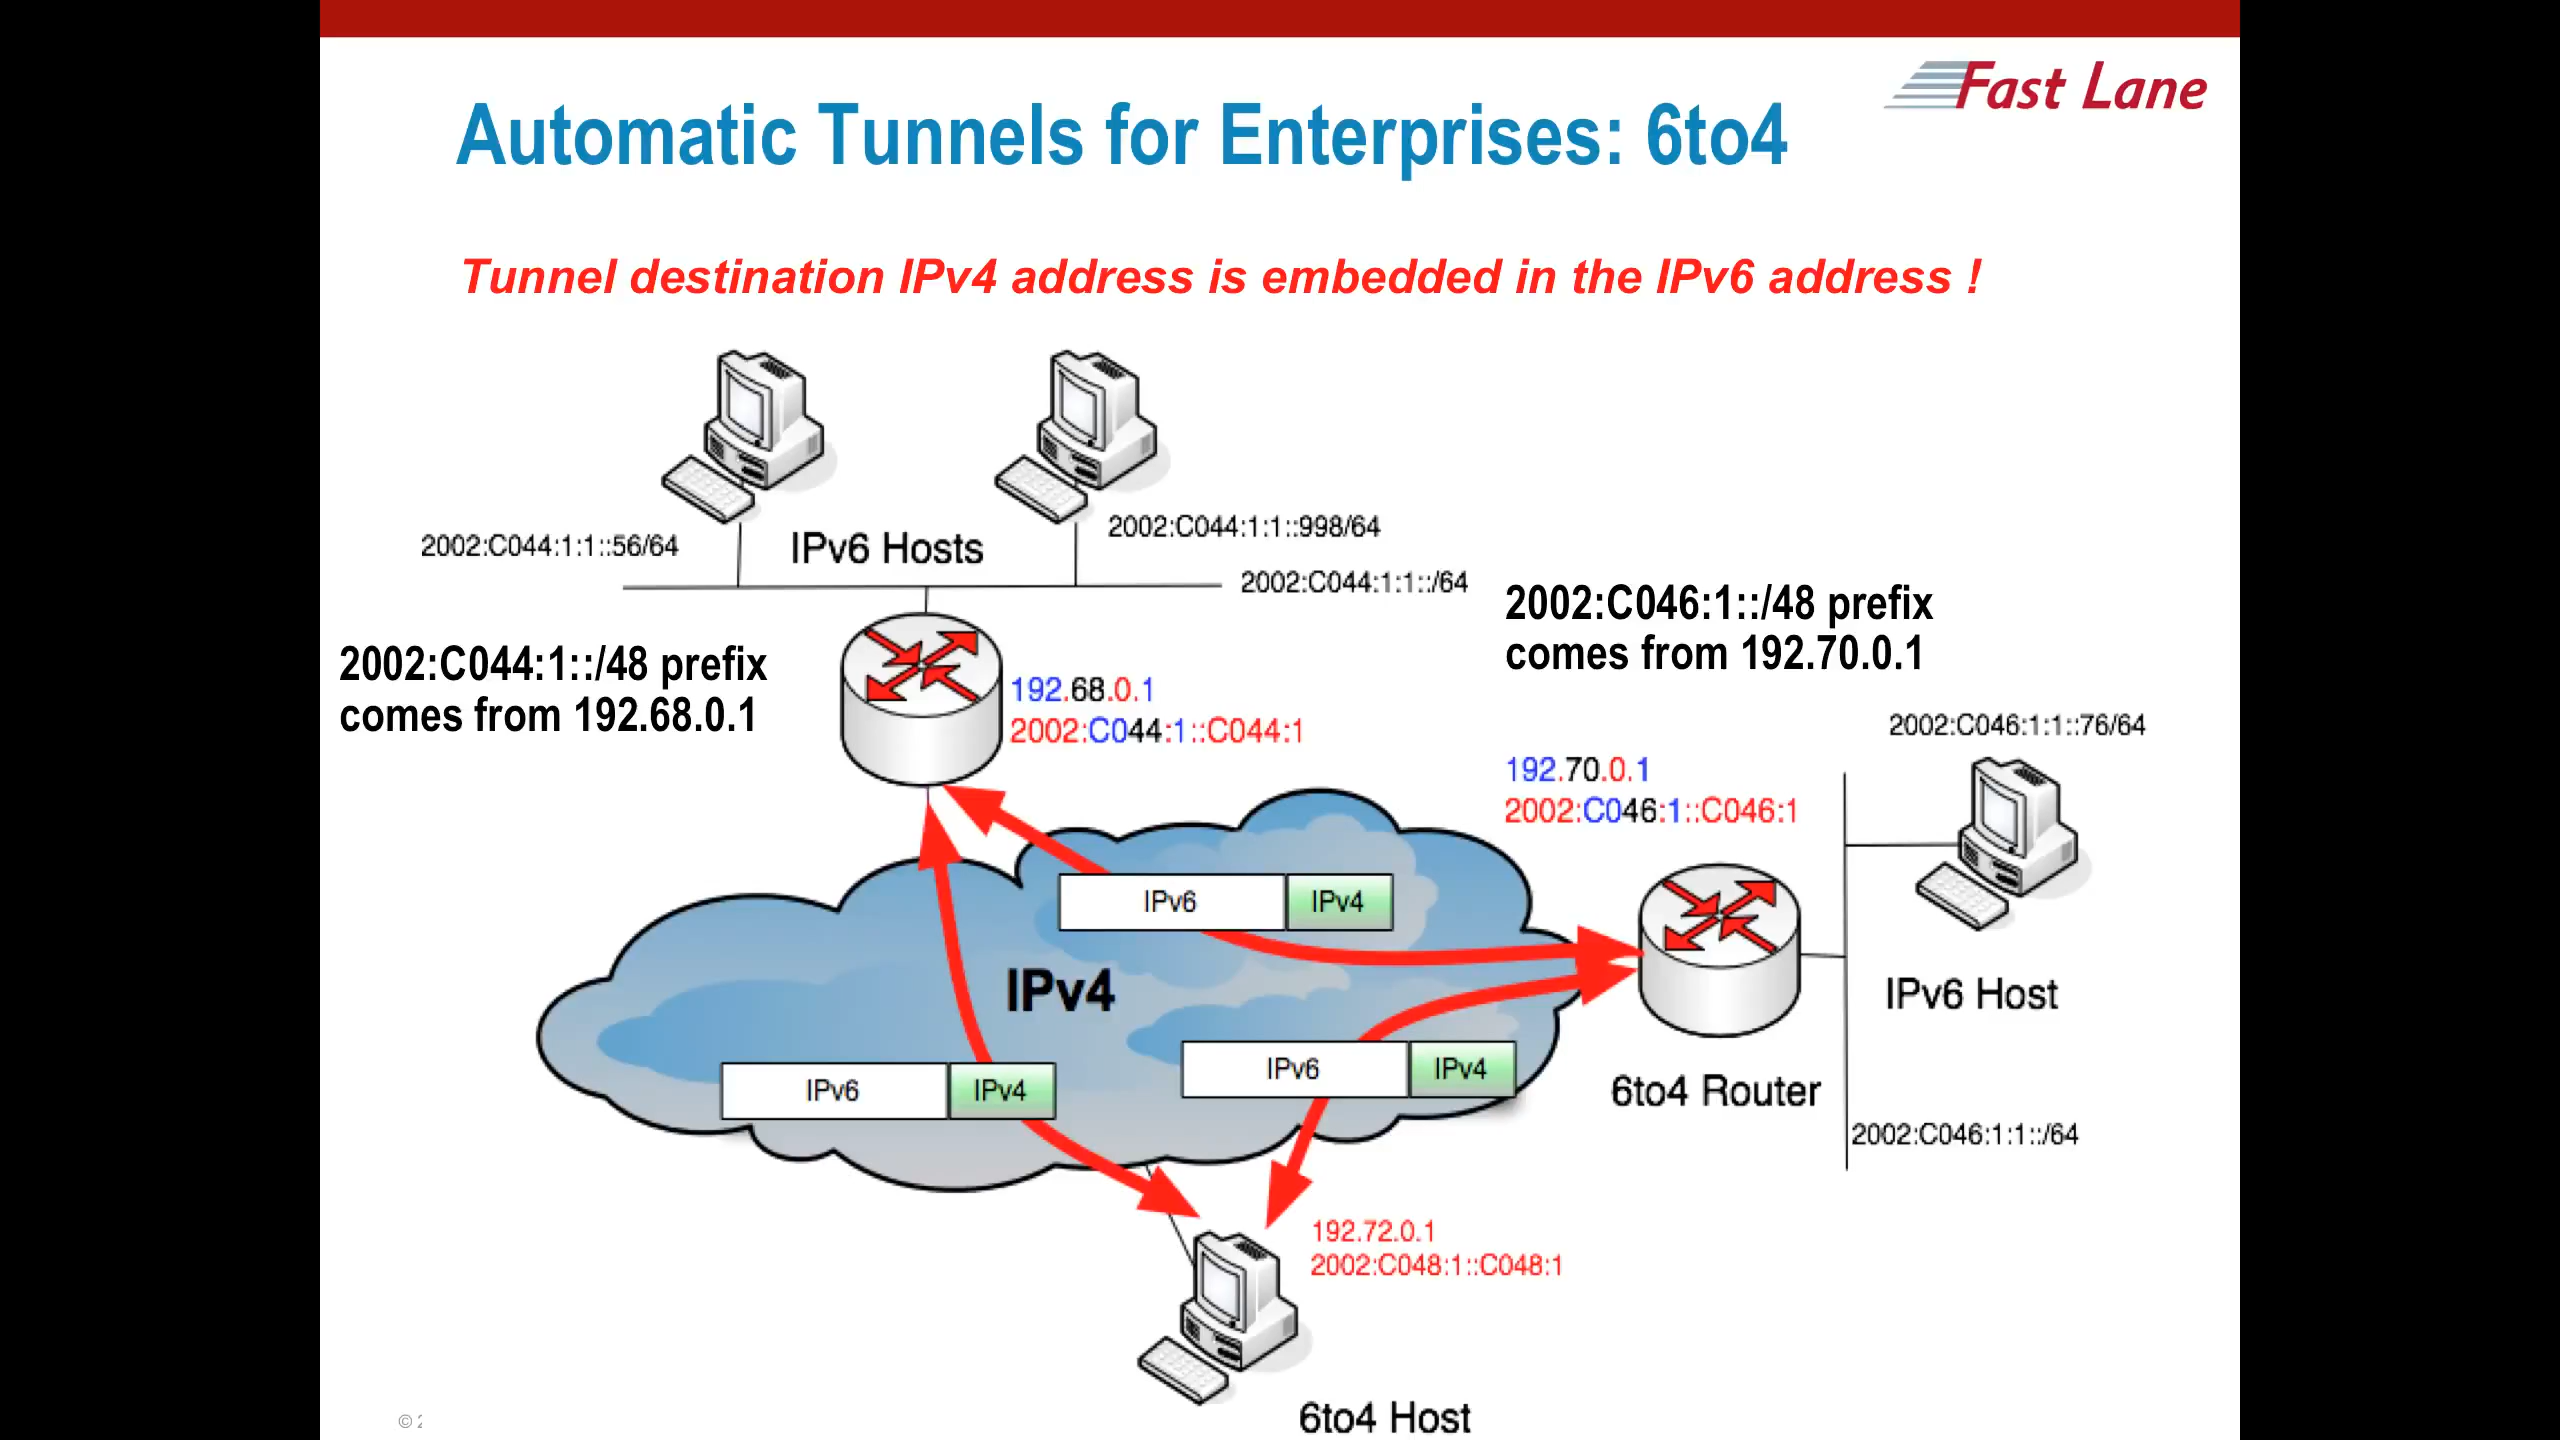 Fast Lane
Automatic Tunnels for Enterprises: 6to4
Tunnel destination IPv4 address is embedded in the IPv6 address !
2002:C044:1:1::56/64
IPv6 Hosts
2002:C044:1:1::998/64
2002:C044:1:1::/64
2002:C044:1::/48 prefix
comes from 192.68.0.1
192.68.0.1
2002:C044:1::C044:1
2002:C046:1::/48 prefix
comes from 192.70.0.1
2002:C046:1:1::76/64
192.70.0.1
2002:C046:1::C046:1
IPv6 IPv4
IPv4
IPv6 IPv4
IPv6 IPv4
IPv6 Host
6to4 Router
2002:C046:1:1::/64
192.72.0.1
2002:C048:1::C048:1
6to4 Host
©